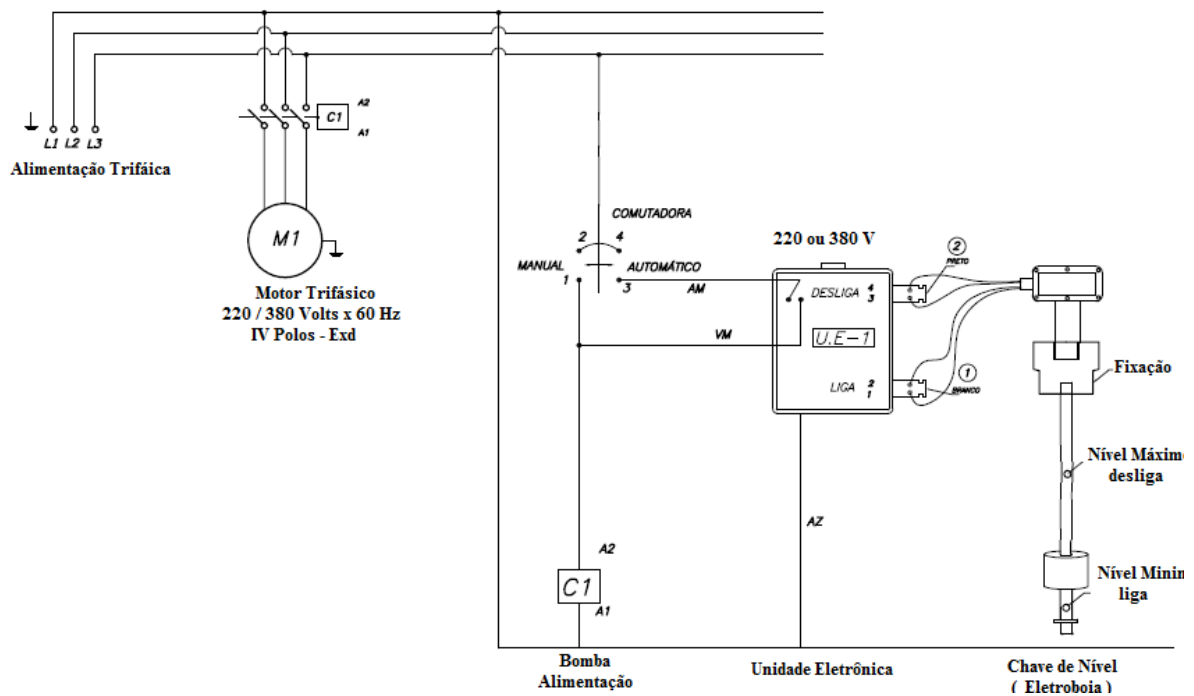 L1 L2 L3
Alimentação Trifáica
A2
C1
A1
M1
Motor Trifásico
220 / 380 Volts x 60 Hz
IV Polos - Exd
COMUTADORA
2 4
MANUAL AUTOMÁTICO
1 3
AM
VM
220 ou 380 V
DESLIGA 4
3
U.E-1
LIGA 2
1
2
PRETO
1
BRANCO
Fixação
Nível Máximo
desliga
Nível Minin
liga
AZ
A2
C1
A1
Bomba
Alimentação
Unidade Eletrônica
Chave de Nível
( Eletroboia )